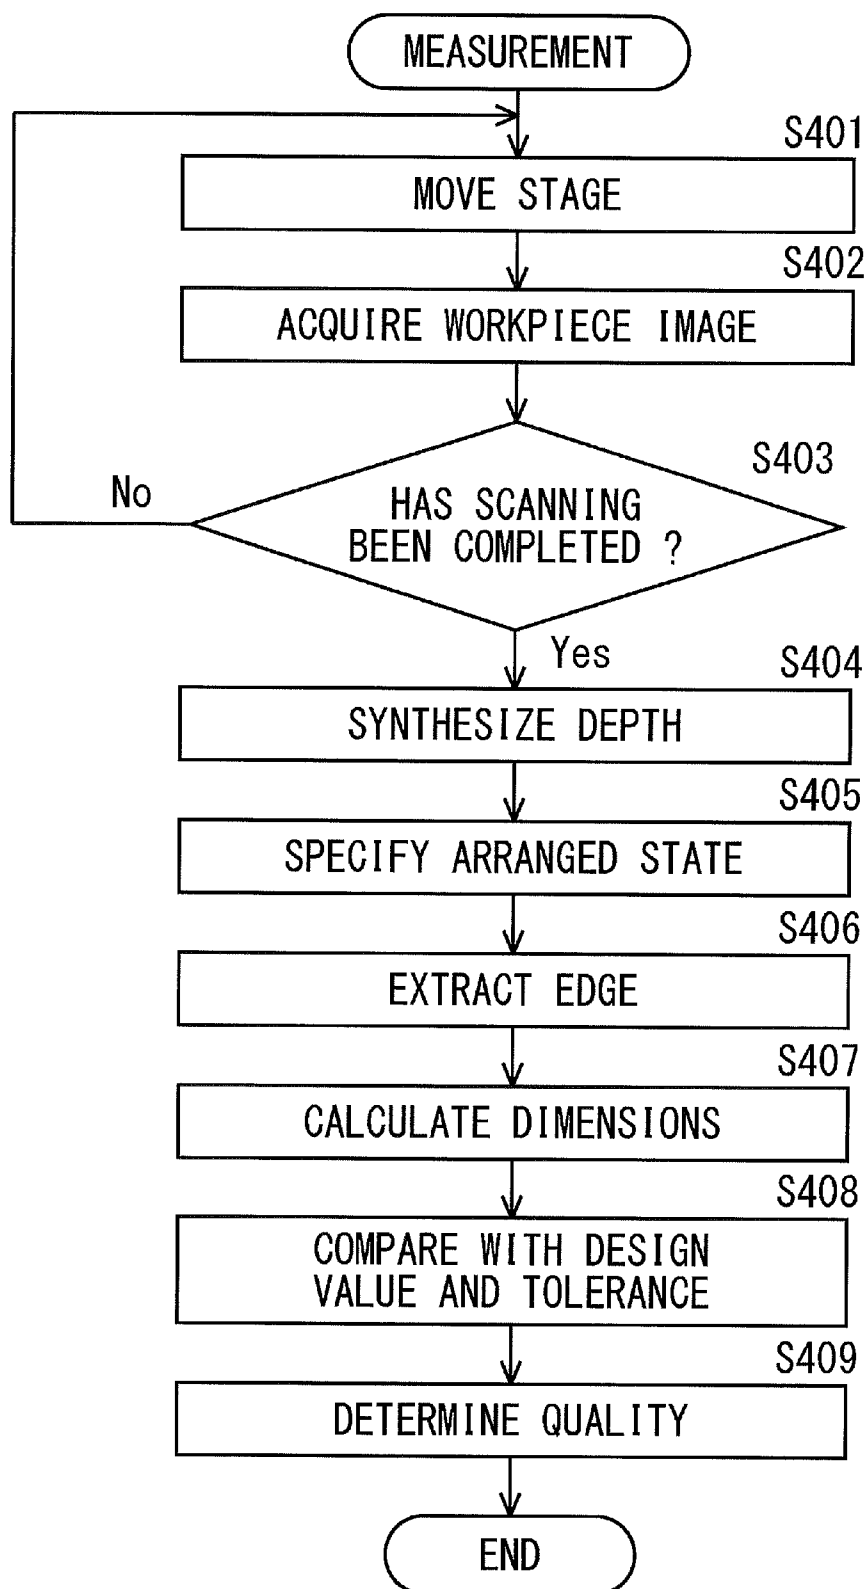 MEASUREMENT
S401
MOVE STAGE
S402
ACQUIRE WORKPIECE IMAGE
S403
HAS SCANNING
BEEN COMPLETED ?
No
Yes
S404
SYNTHESIZE DEPTH
S405
SPECIFY ARRANGED STATE
S406
EXTRACT EDGE
S407
CALCULATE DIMENSIONS
S408
COMPARE WITH DESIGN
VALUE AND TOLERANCE
S409
DETERMINE QUALITY
END